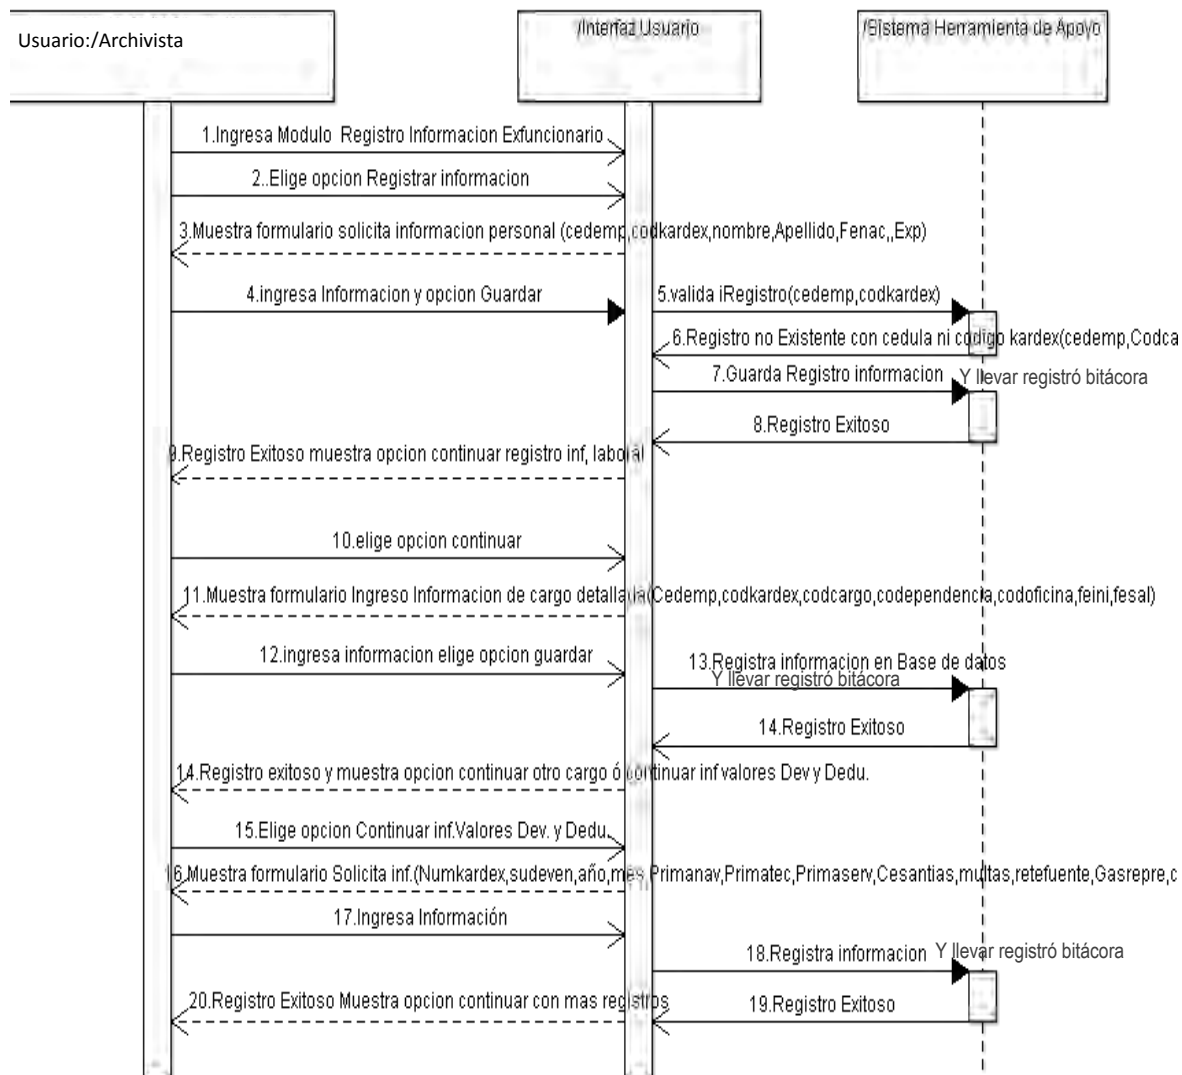 Usuario:/Archivista
/Interfaz Usuario
/Sistema Herramienta de Apoyo
1.Ingresa Modulo Registro Informacion Exfuncionario
2..Elige opcion Registrar informacion
3.Muestra formulario solicita informacion personal (cedemp,codkardex,nombre,Apellido,Fenac,,Exp)
4.ingresa Informacion y opcion Guardar
5.valida iRegistro(cedemp,codkardex)
6.Registro no Existente con cedula ni codigo kardex(cedemp,Codca
7.Guarda Registro informacion Y llevar registró bitácora
8.Registro Exitoso
9.Registro Exitoso muestra opcion continuar registro inf, laboral
10.elige opcion continuar
11.Muestra formulario Ingreso Informacion de cargo detallada(Cedemp,codkardex,codcargo,codependencia,codoficina,feini,fesal)
12.ingresa informacion elige opcion guardar
13.Registra informacion en Base de datos
Y llevar registró bitácora
14.Registro Exitoso
14.Registro exitoso y muestra opcion continuar otro cargo ó continuar inf valores Dev y Dedu.
15.Elige opcion Continuar inf.Valores Dev. y Dedu.
16.Muestra formulario Solicita inf.(Numkardex,sudeven,año,mes,Primanav,Primatec,Primaserv,Cesantias,multas,retefuente,Gasrepre,c
17.Ingresa Información
18.Registra informacion Y llevar registró bitácora
20.Registro Exitoso Muestra opcion continuar con mas registros
19.Registro Exitoso